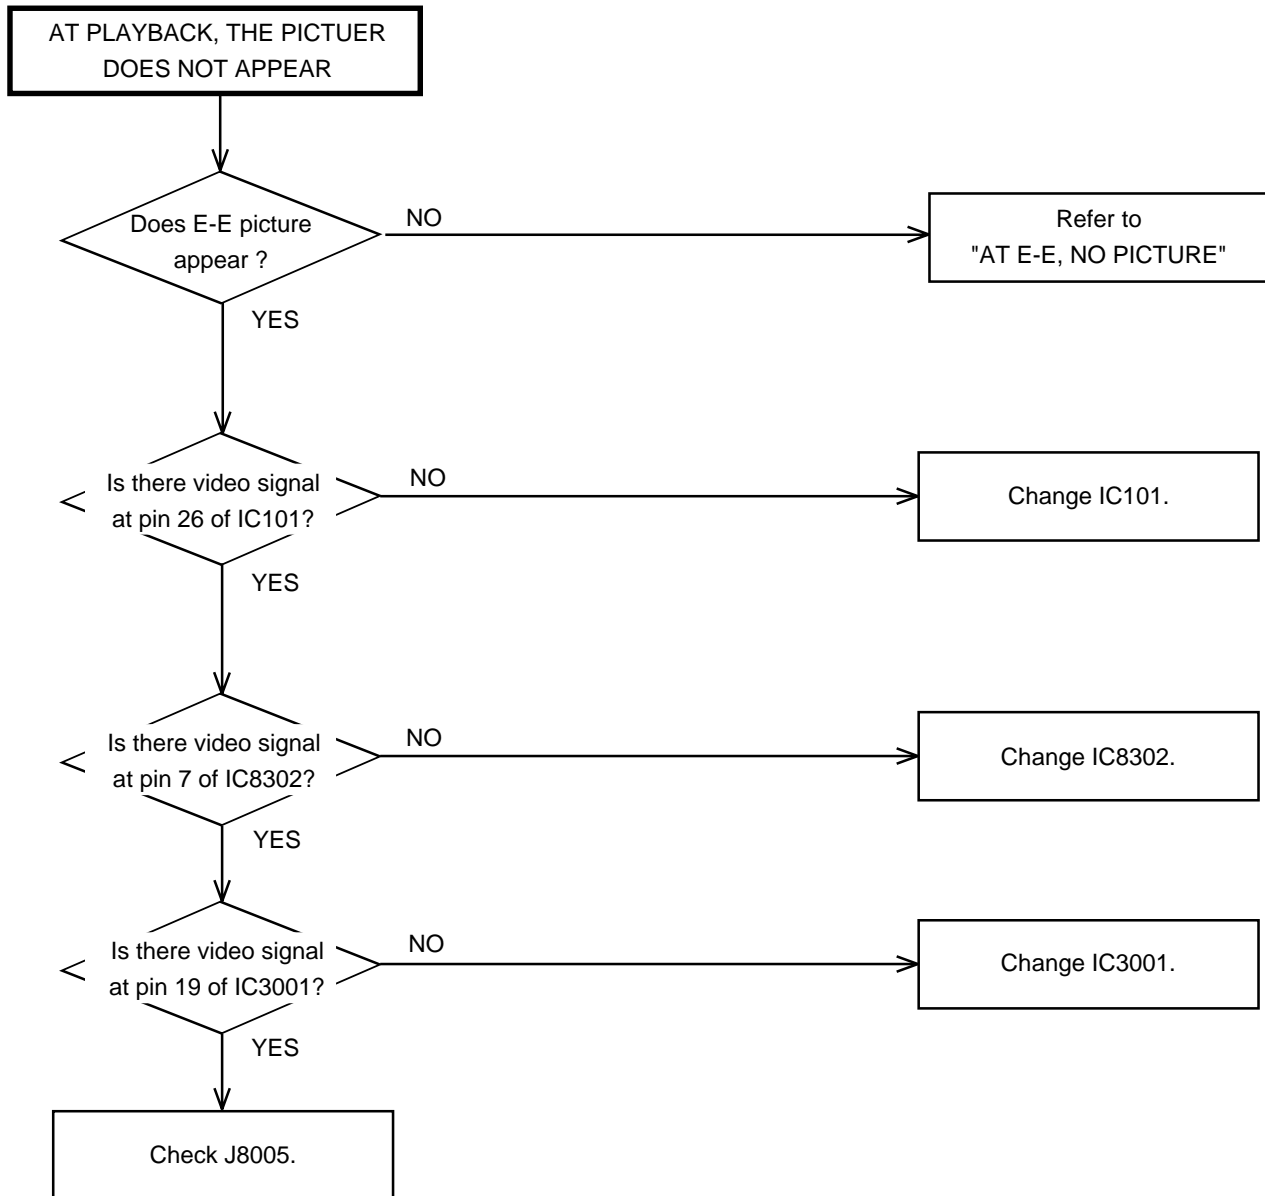 AT PLAYBACK, THE PICTUER
DOES NOT APPEAR
Does E-E picture
appear ?
NO
Refer to
"AT E-E, NO PICTURE"
YES
Is there video signal
at pin 26 of IC101?
NO
Change IC101.
YES
Is there video signal
at pin 7 of IC8302?
NO
Change IC8302.
YES
Is there video signal
at pin 19 of IC3001?
NO
Change IC3001.
YES
Check J8005.